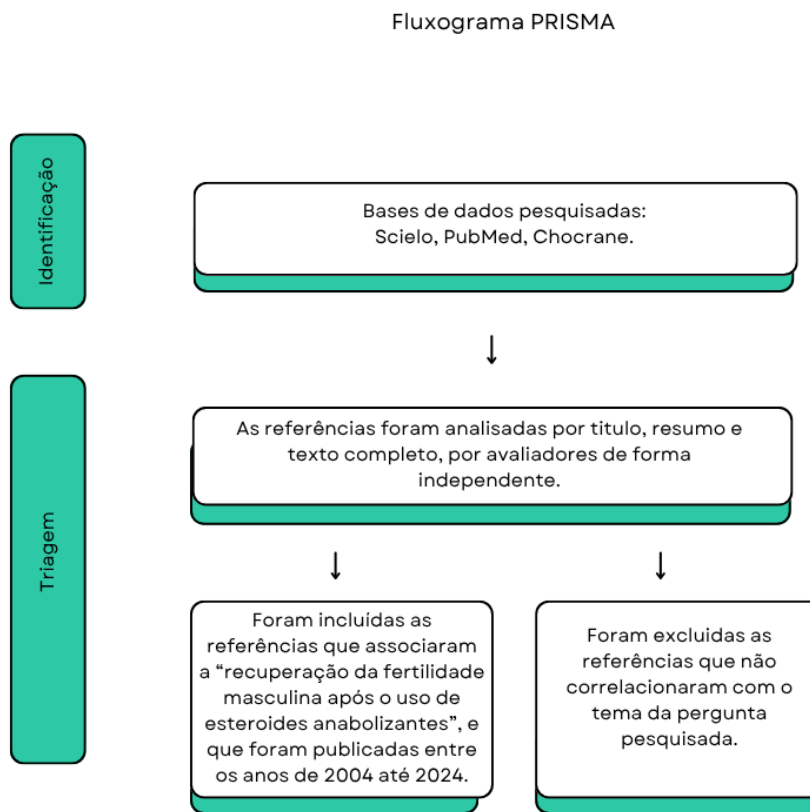 Fluxograma PRISMA
Identificação
Bases de dados pesquisadas:
Scielo, PubMed, Chocrane.
Triagem
As referências foram analisadas por titulo, resumo e
texto completo, por avaliadores de forma
independente.
Foram incluídas as
referências que associaram
a “recuperação da fertilidade
masculina após o uso de
esteroides anabolizantes”, e
que foram publicadas entre
os anos de 2004 até 2024.
Foram excluidas as
referências que não
correlacionaram com o
tema da pergunta
pesquisada.